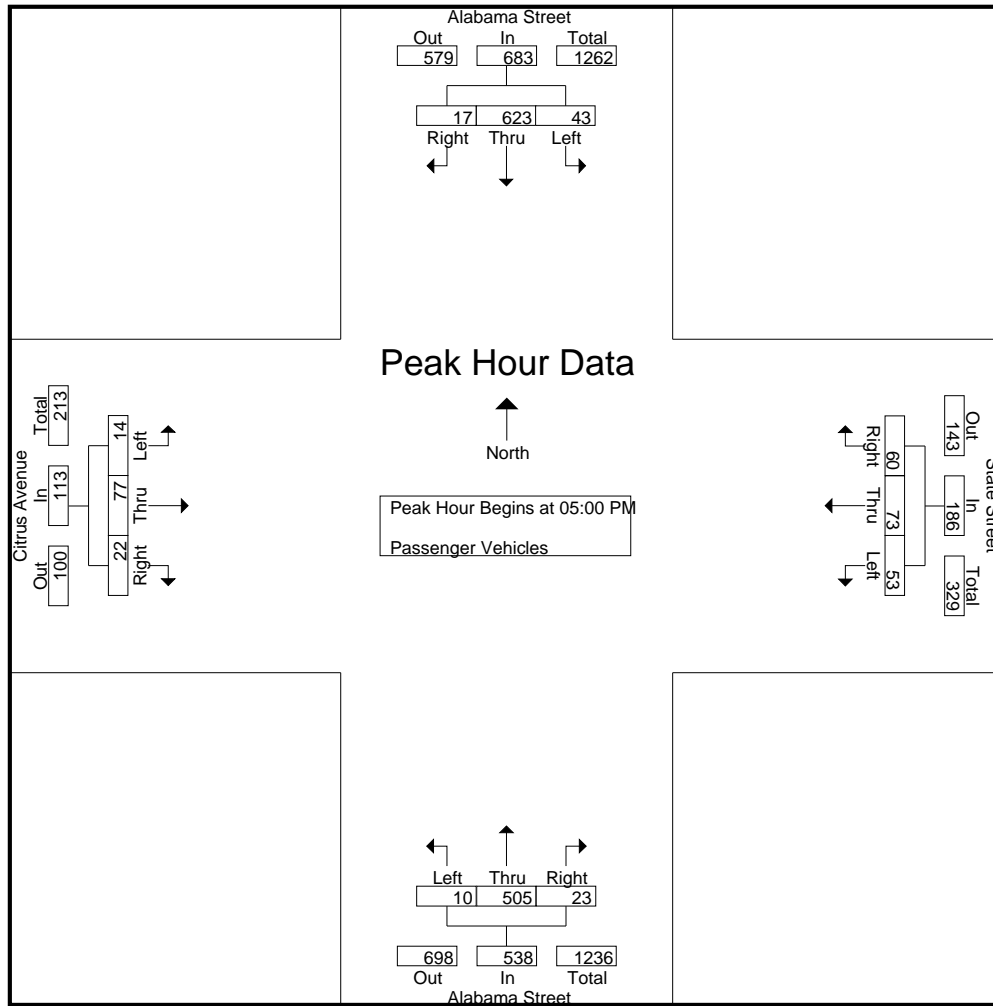 Alabama Street
Out In Total
579 683 1262
17 623 43
Right Thru Left
Peak Hour Data
North
Peak Hour Begins at 05:00 PM
Passenger Vehicles
Citrus Avenue
Out In Total
100 113 213
Right Thru Left
22 77 14
State Street
Out In Total
143 186 329
Right Thru Left
60 73 53
Left Thru Right
10 505 23
698 538 1236
Out In Total
Alabama Street